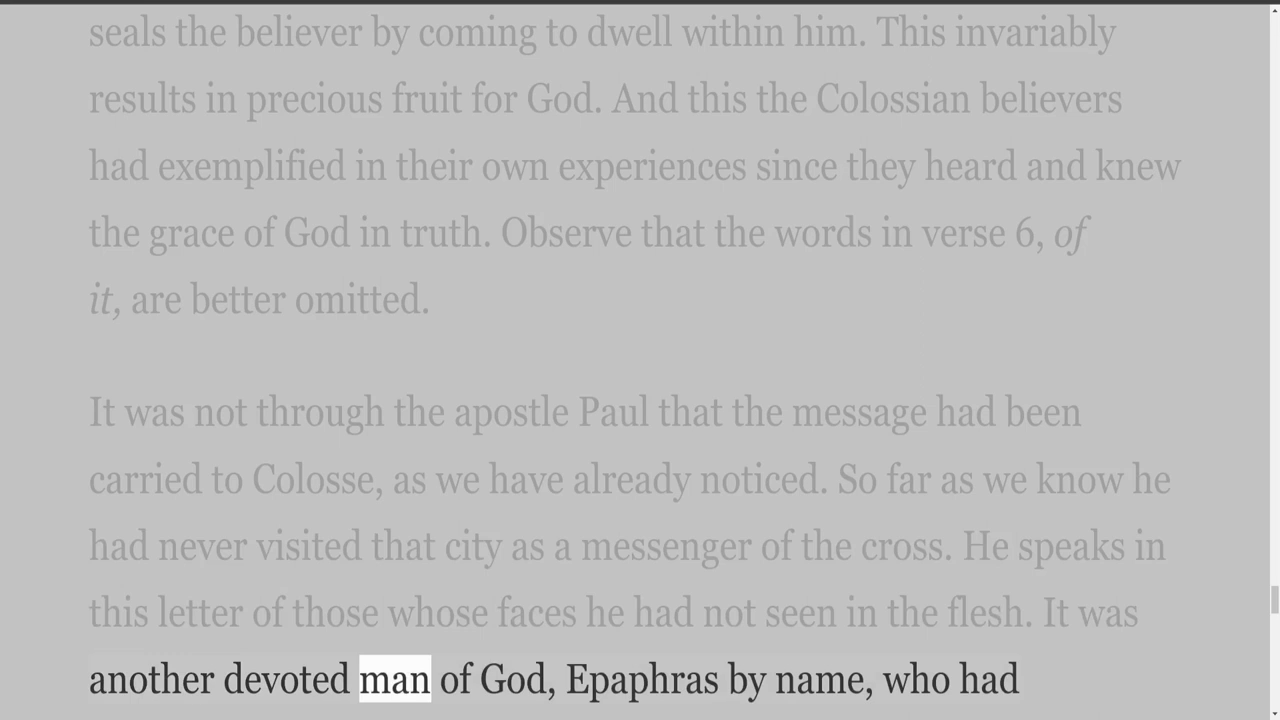 seals the believer by coming to dwell within him. This invariably
results in precious fruit for God. And this the Colossian believers
had exemplified in their own experiences since they heard and knew
the grace of God in truth. Observe that the words in verse 6, of
it, are better omitted.
It was not through the apostle Paul that the message had been
carried to Colosse, as we have already noticed. So far as we know he
had never visited that city as a messenger of the cross. He speaks in
this letter of those whose faces he had not seen in the flesh. It was
another devoted man of God, Epaphras by name, who had